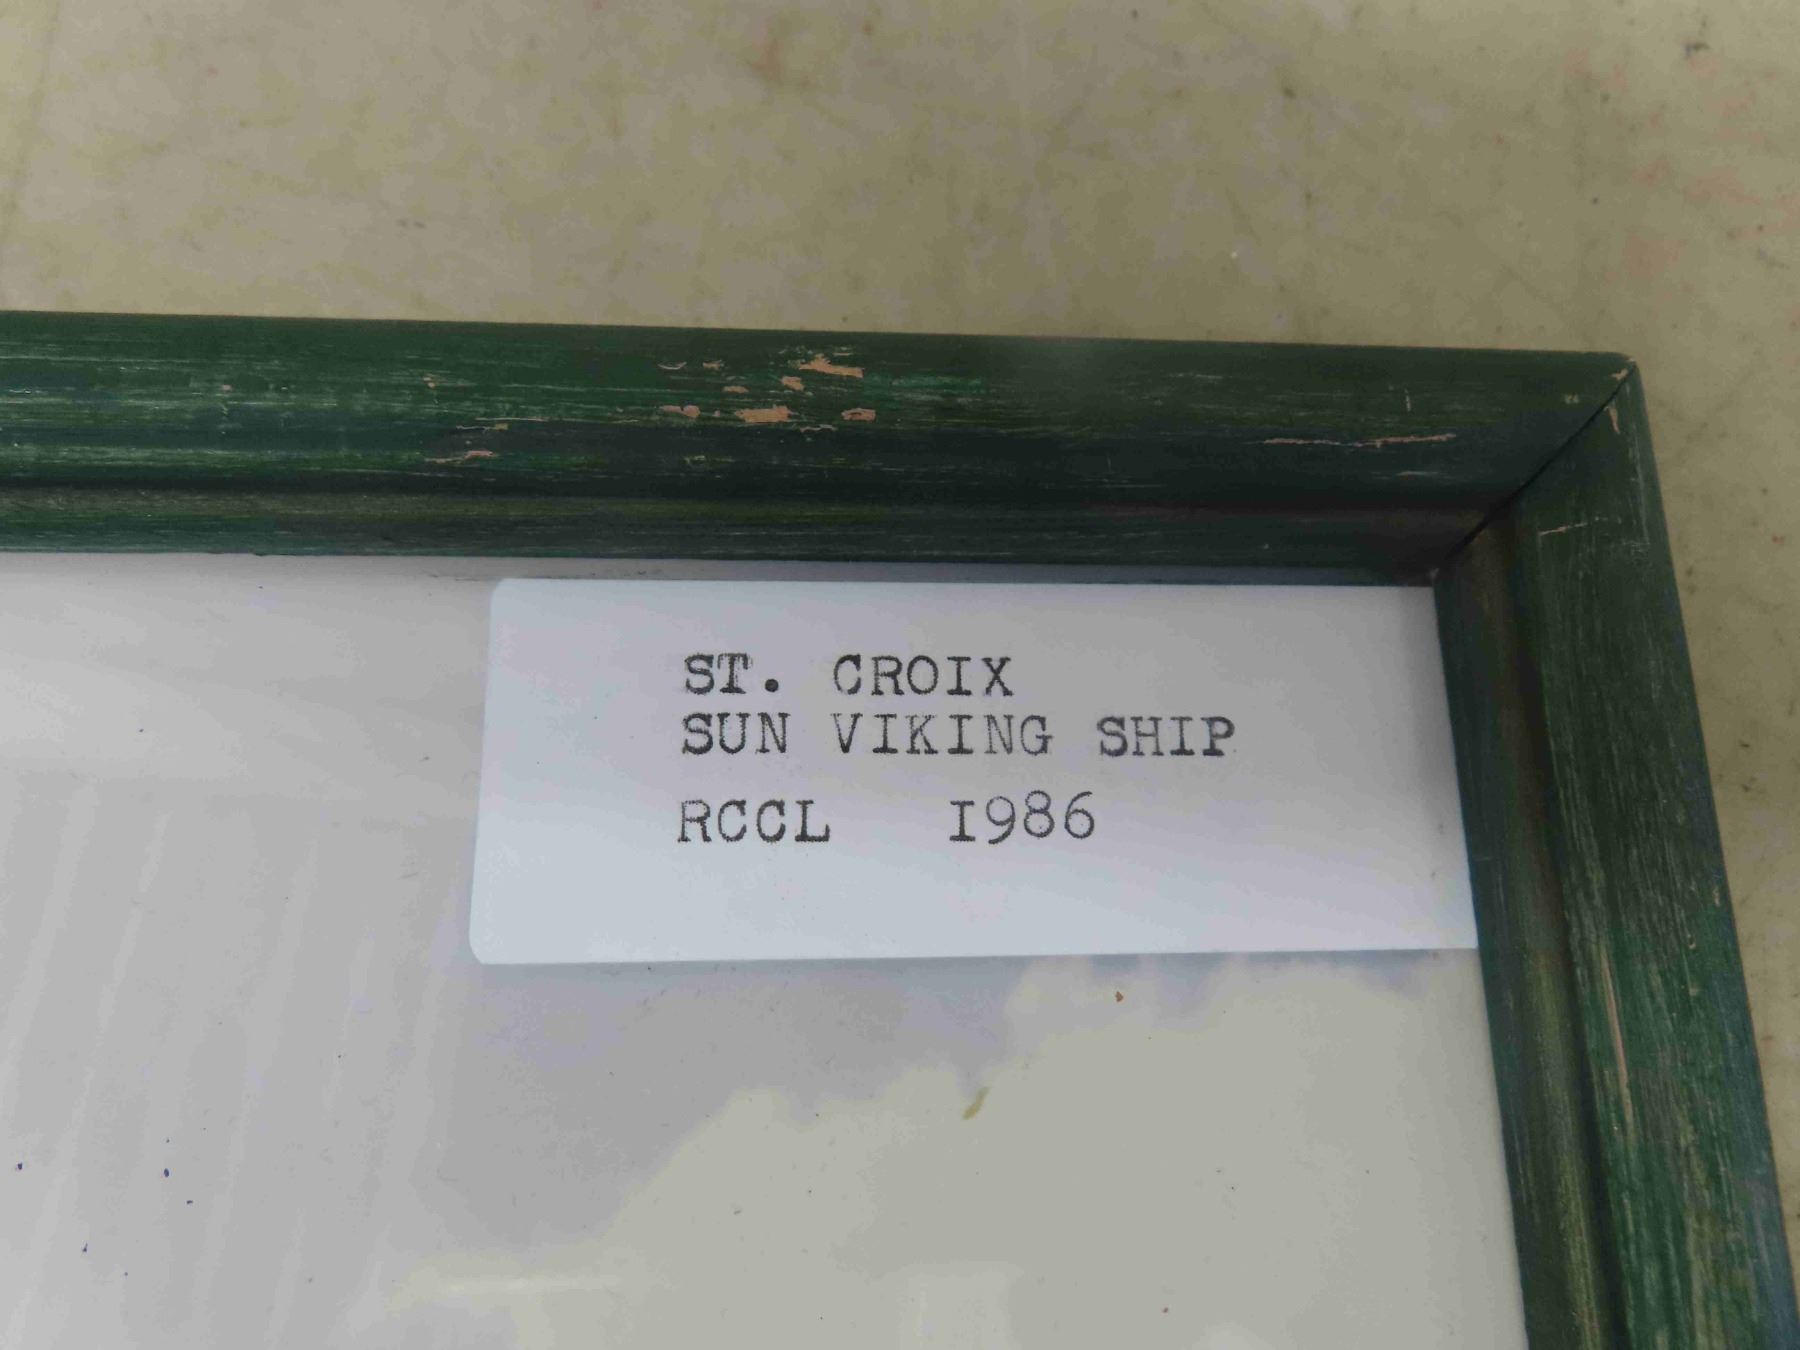 ST. CROIX
SUN VIKING SHIP
RCCL 1986